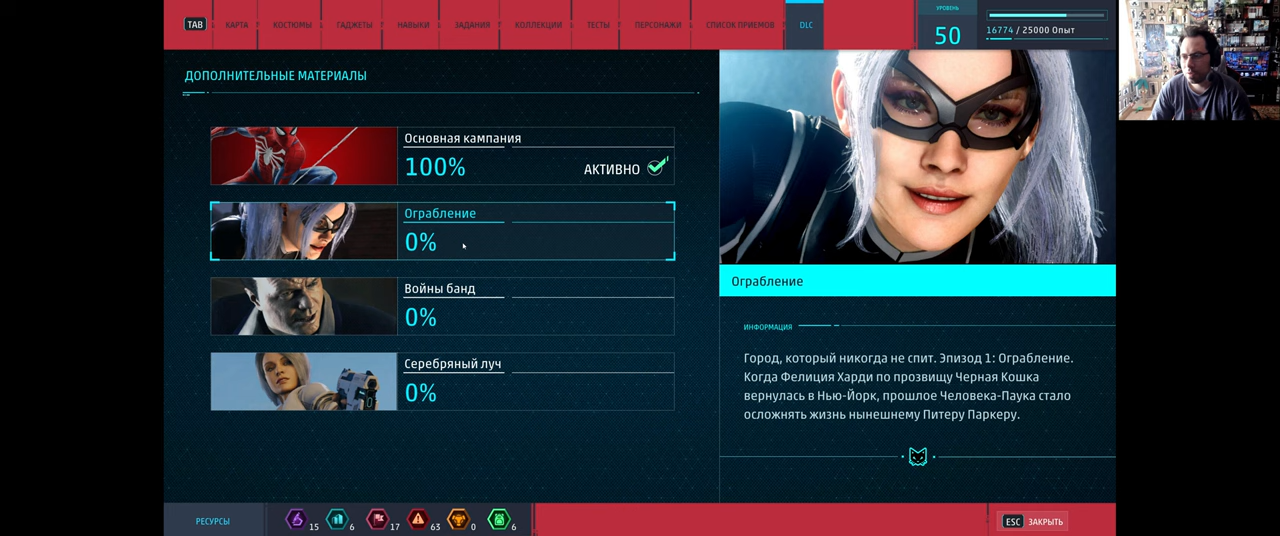 TAB
КАРТА
КОСТЮМЫ
ГАДЖЕТЫ
НАВЫКИ
ЗАДАНИЯ
КОЛЛЕКЦИИ
ТЕСТЫ
ПЕРСОНАЖИ
СПИСОК ПРИЕМОВ
DLC
УРОВЕНЬ
50
16774 / 25000 Опыт
ДОПОЛНИТЕЛЬНЫЕ МАТЕРИАЛЫ
Основная кампания
100%
АКТИВНО
Ограбление
0%
Войны банд
0%
Серебряный луч
0%
Ограбление
ИНФОРМАЦИЯ
Город, который никогда не спит. Эпизод 1: Ограбление.
Когда Фелиция Харди по прозвищу Черная Кошка
вернулась в Нью-Йорк, прошлое Человека-Паука стало
осложнять жизнь нынешнему Питеру Паркеру.
РЕСУРСЫ
15
6
17
63
0
6
ESC ЗАКРЫТЬ